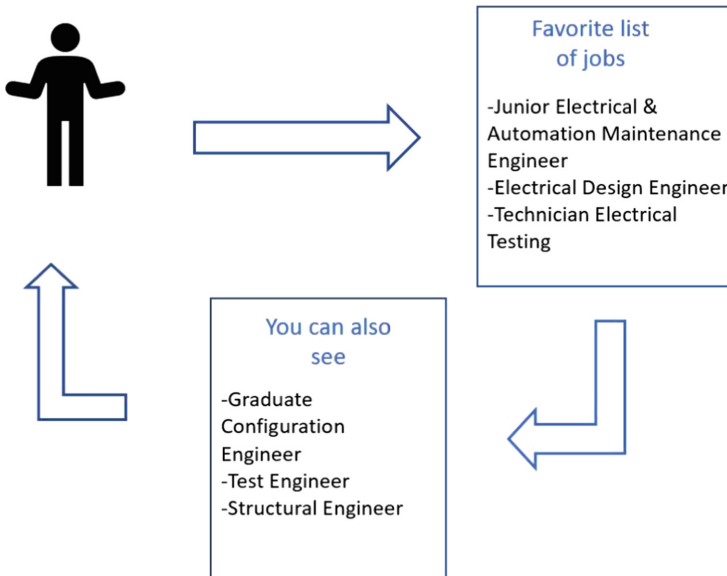 Favorite list
of jobs
-Junior Electrical &
Automation Maintenance
Engineer
-Electrical Design Engineer
-Technician Electrical
Testing
You can also
see
-Graduate
Configuration
Engineer
-Test Engineer
-Structural Engineer